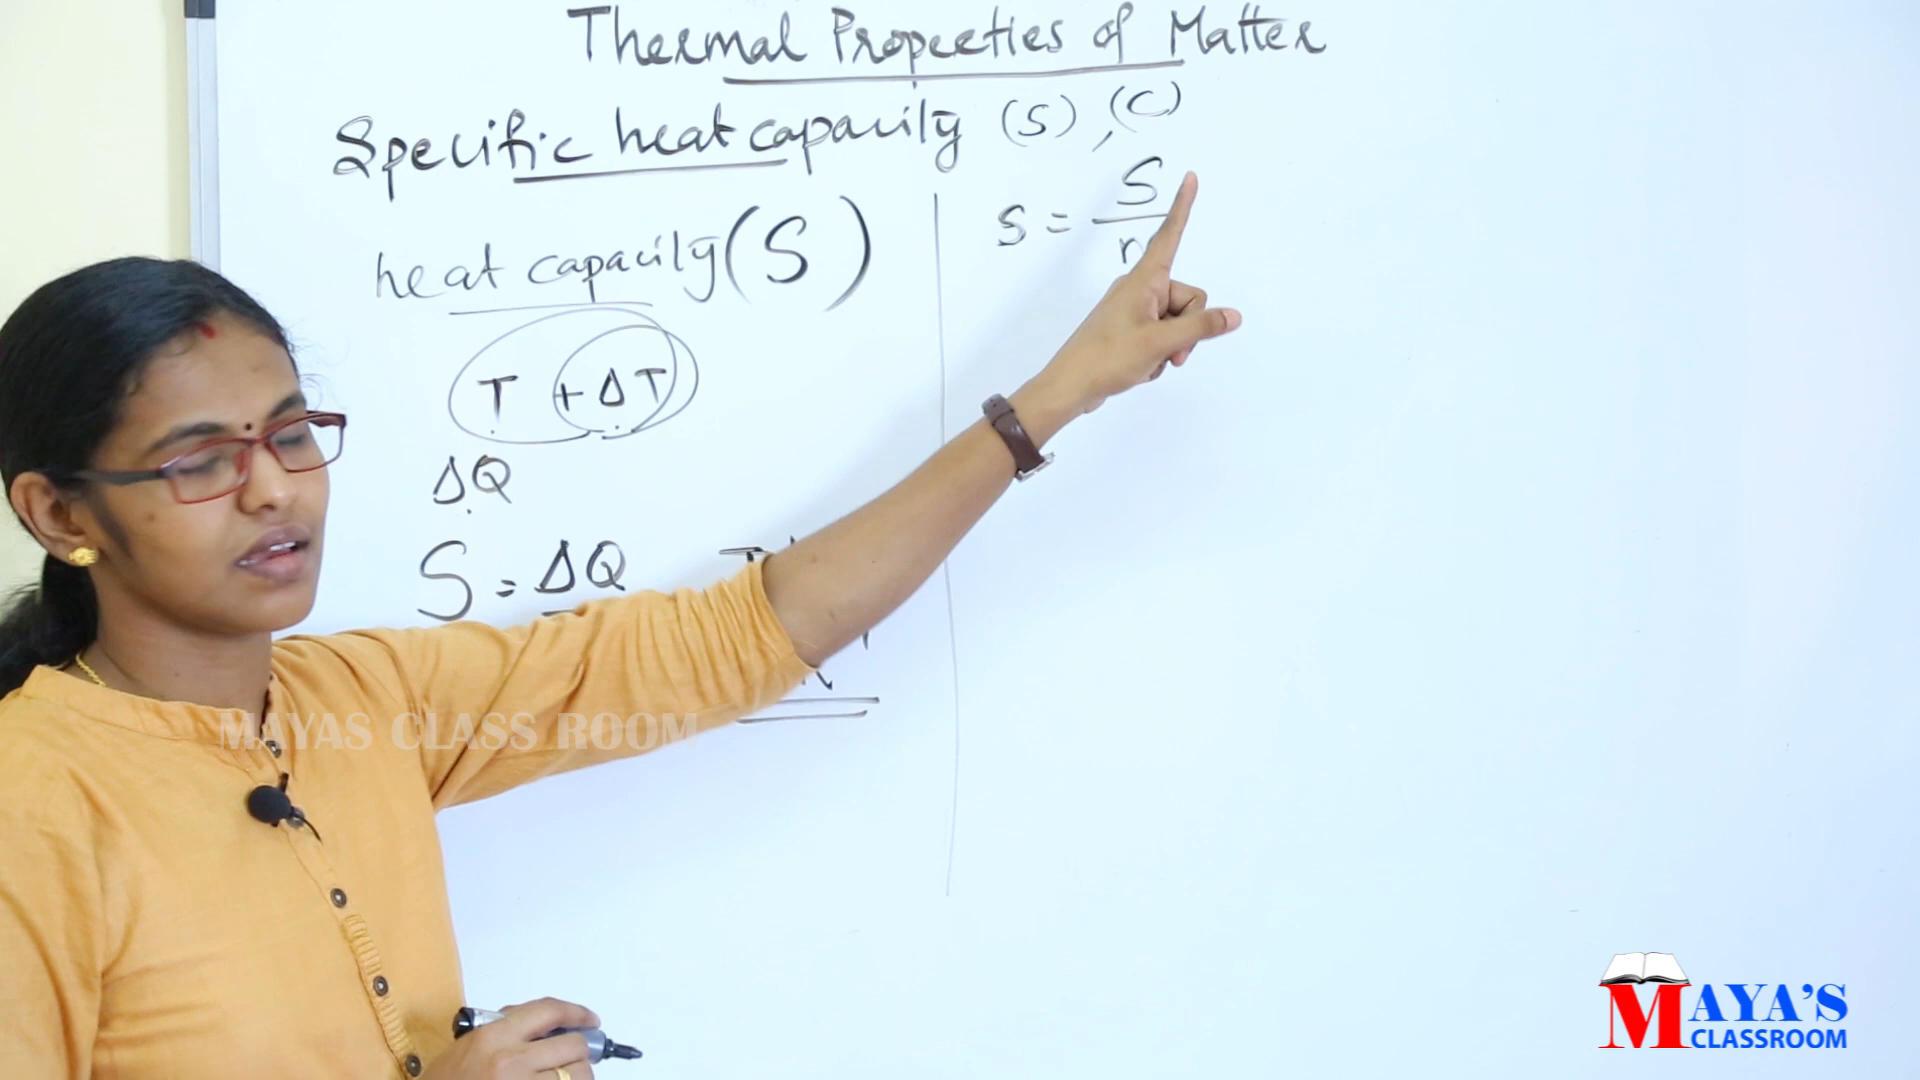 Thermal Properties of Matter
Specific heat capacity (S), (C)
heat capacity (S)
T + ΔT
ΔQ
S = ΔQ
s = S
MAYAS CLASS ROOM
MAYA'S
CLASSROOM